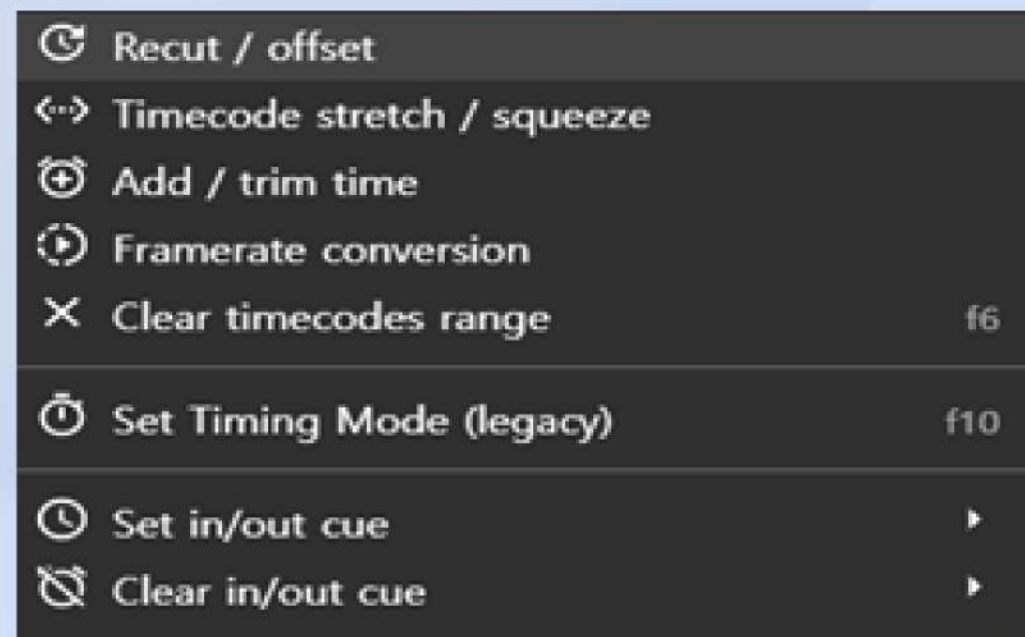 Recut / offset
Timecode stretch / squeeze
Add / trim time
Framerate conversion
Clear timecodes range f6
Set Timing Mode (legacy) f10
Set in/out cue
Clear in/out cue